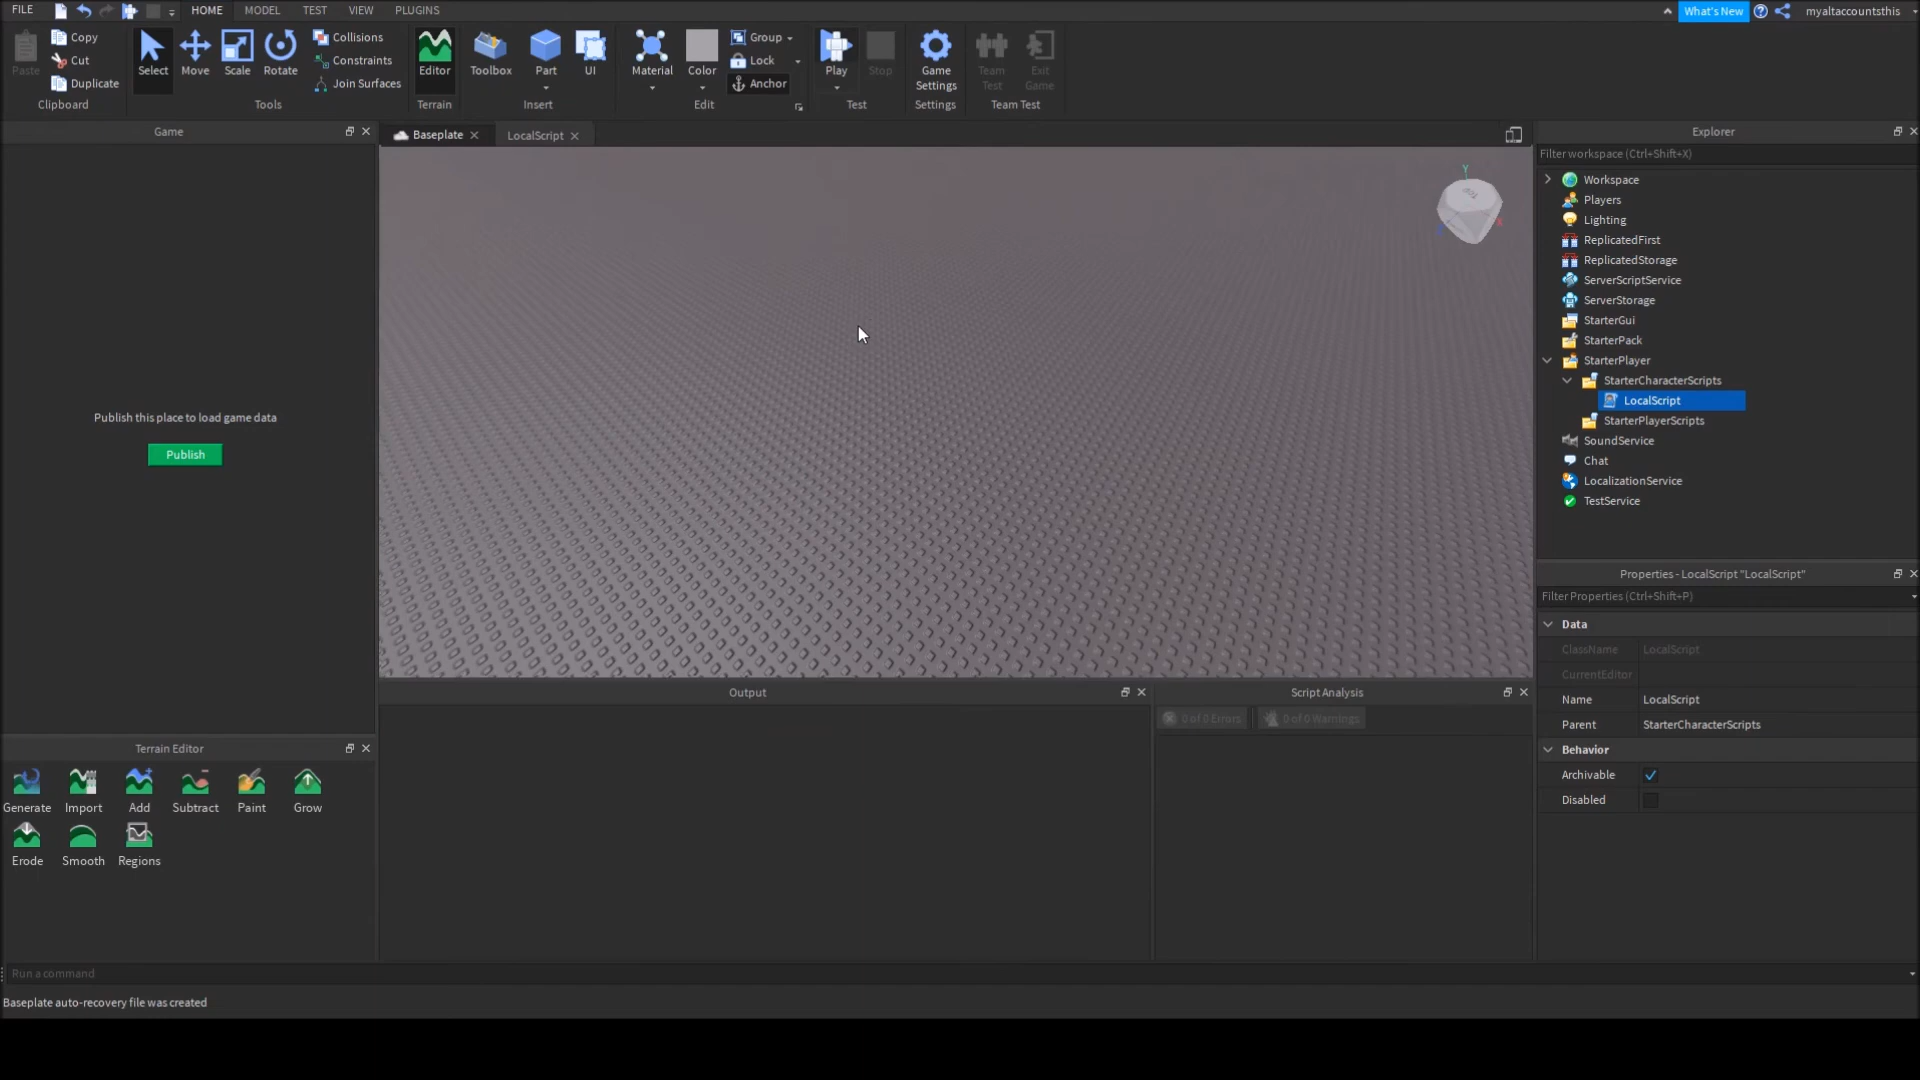 FILE
HOME
MODEL
TEST
VIEW
PLUGINS
What's New
myaltaccountsthis
Paste
Copy
Cut
Duplicate
Clipboard
Select
Move
Scale
Rotate
Collisions
Constraints
Join Surfaces
Tools
Editor
Terrain
Toolbox
Part
UI
Insert
Material
Color
Group
Lock
Anchor
Edit
Play
Stop
Test
Game
Settings
Settings
Team
Test
Exit
Game
Team Test
Game
Publish this place to load game data
Publish
Baseplate
LocalScript
Y
TOP
X
Explorer
Filter workspace (Ctrl+Shift+X)
Workspace
Players
Lighting
ReplicatedFirst
ReplicatedStorage
ServerScriptService
ServerStorage
StarterGui
StarterPack
StarterPlayer
StarterCharacterScripts
LocalScript
StarterPlayerScripts
SoundService
Chat
LocalizationService
TestService
Properties - LocalScript "LocalScript"
Filter Properties (Ctrl+Shift+P)
Data
ClassName LocalScript
CurrentEditor
Name LocalScript
Parent StarterCharacterScripts
Behavior
Archivable
Disabled
Terrain Editor
Generate
Import
Add
Subtract
Paint
Grow
Erode
Smooth
Regions
Output
Script Analysis
0 of 0 Errors
0 of 0 Warnings
Run a command
Baseplate auto-recovery file was created